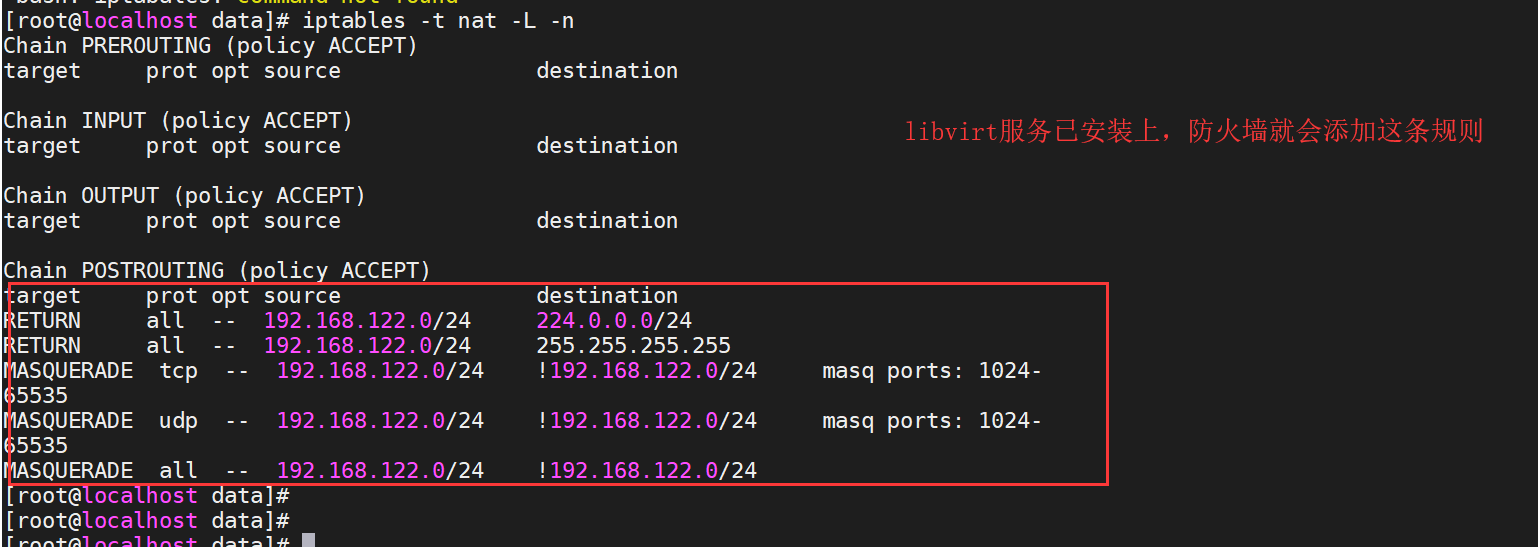 -bash: iptabules: command not found
[root@localhost data]# iptables -t nat -L -n
Chain PREROUTING (policy ACCEPT)
target     prot opt source               destination
Chain INPUT (policy ACCEPT)
libvirt服务已安装上，防火墙就会添加这条规则
target     prot opt source               destination
Chain OUTPUT (policy ACCEPT)
target     prot opt source               destination
Chain POSTROUTING (policy ACCEPT)
target     prot opt source               destination
RETURN     all  --  192.168.122.0/24     224.0.0.0/24
RETURN     all  --  192.168.122.0/24     255.255.255.255
MASQUERADE  tcp  --  192.168.122.0/24    !192.168.122.0/24     masq ports: 1024-
65535
MASQUERADE  udp  --  192.168.122.0/24    !192.168.122.0/24     masq ports: 1024-
65535
MASQUERADE  all  --  192.168.122.0/24    !192.168.122.0/24
[root@localhost data]#
[root@localhost data]#
[root@localhost data]#